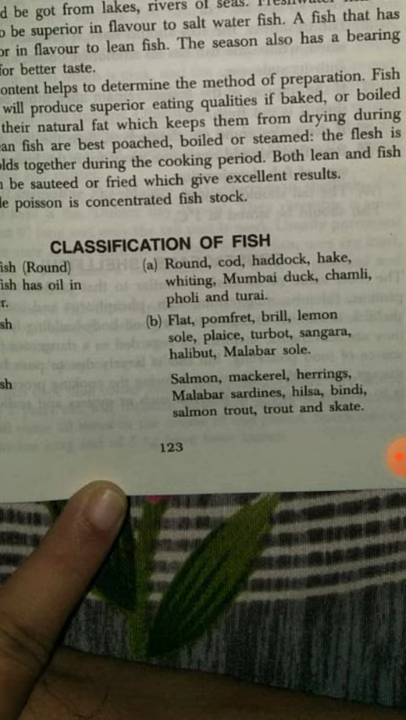 d be got from lakes, rivers of seas.
be superior in flavour to salt water fish. A fish that has
or in flavour to lean fish. The season also has a bearing
for better taste.
ontent helps to determine the method of preparation. Fish
will produce superior eating qualities if baked, or boiled
their natural fat which keeps them from drying during
an fish are best poached, boiled or steamed: the flesh is
olds together during the cooking period. Both lean and fish
be sauteed or fried which give excellent results.
le poisson is concentrated fish stock.
CLASSIFICATION OF FISH
ish (Round) (a) Round, cod, haddock, hake,
ish has oil in whiting, Mumbai duck, chamli,
r. pholi and turai.
sh (b) Flat, pomfret, brill, lemon
sole, plaice, turbot, sangara,
halibut, Malabar sole.
sh Salmon, mackerel, herrings,
Malabar sardines, hilsa, bindi,
salmon trout, trout and skate.
123